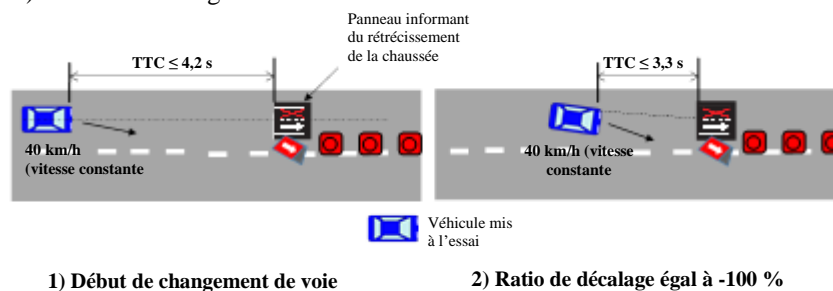 Panneau informant
du rétrécissement
de la chaussée
TTC ≤ 4,2 s
TTC ≤ 3,3 s
40 km/h
(vitesse constante
40 km/h (vitesse
constante
Véhicule mis
à l'essai
1) Début de changement de voie
2) Ratio de décalage égal à -100 %